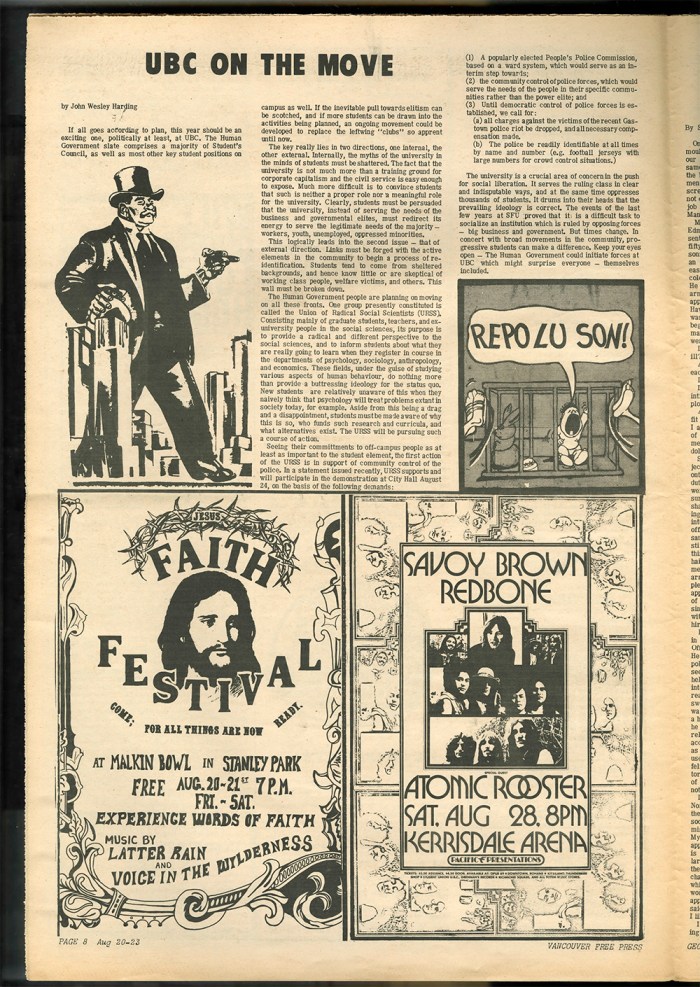 UBC ON THE MOVE
by John Wesley Harding
If all goes according to plan, this year should be an
exciting one, politically at least, at UBC. The Human
Government slate comprises a majority of Student's
Council, as well as most other key student positions on
campus as well. If the inevitable pull towards elitism can
be scotched, and if more students can be drawn into the
activities being planned, an ongoing movement could be
developed to replace the leftwing "clubs" so apparent
until now.
The key really lies in two directions, one internal, the
other external. Internally, the myths of the university in
the minds of students must be shattered. The fact that the
university is not much more than a training ground for
corporate capitalism and the civil service is easy enough
to expose. Much more difficult is to convince students
that such is neither a proper role nor a meaningful role
for the university. Clearly, students must be persuaded
that the university, instead of serving the needs of the
business and governmental elites, must redirect its
energy to serve the legitimate needs of the majority -
workers, youth, unemployed, oppressed minorities.
This logically leads into the second issue - that of
external direction. Links must be forged with the active
elements in the community to begin a process of re-
identification. Students tend to come from sheltered
backgrounds, and hence know little or are skeptical of
working class people, welfare victims, and others. This
wall must be broken down.
The Human Government people are planning on moving
on all these fronts. One group presently constituted is
called the Union of Radical Social Scientists (URSS).
Consisting mainly of graduate students, teachers, and ex-
university people in the social sciences, its purpose is
to provide a radical and different perspective to the
social sciences, and to inform students about what they
are really going to learn when they register in course in
the departments of psychology, sociology, anthropology,
and economics. These fields, under the guise of studying
various aspects of human behaviour, do nothing more
than provide a buttressing ideology for the status quo.
New students are relatively unaware of this when they
naively think that psychology will treat problems extant in
society today, for example. Aside from this being a drag
and a disappointment, students must be made aware of why
this is so, who funds such research and curricula, and
what alternatives exist. The URSS will be pursuing such
a course of action.
Seeing their commitments to off-campus people as at
least as important to the student element, the first action
of the URSS is in support of community control of the
police. In a statement issued recently, URSS supports and
will participate in the demonstration at City Hall August
24, on the basis of the following demands:
(1) A popularly elected People's Police Commission,
based on a ward system, which would serve as an in-
terim step towards;
(2) the community control of police forces, which would
serve the needs of the people in their specific commu-
nities rather than the power elite; and
(3) Until democratic control of police forces is es-
tablished, we call for:
(a) all charges against the victims of the recent Gas-
town police riot be dropped, and all necessary comp-
ensation made,
(b) The police be readily identifiable at all times
by name and number (e.g. football jerseys with
large numbers for crowd control situations.)
The university is a crucial area of concern in the push
for social liberation. It serves the ruling class in clear
and indisputable ways, and at the same time oppresses
thousands of students. It drums into their heads that the
prevailing ideology is correct. The events of the last
few years at SFU proved that it is a difficult task to
socialize an institution which is ruled by opposing forces
- big business and government. But times change. In
concert with broad movements in the community, pro-
gressive students can make a difference. Keep your eyes
open - The Human Government could initiate forces at
UBC which might surprise everyone - themselves
included.
REPO LU SON!
JESUS
FAITH
FESTIVAL
COME; FOR ALL THINGS ARE NOW READY.
AT MALKIN BOWL IN STANLEY PARK
FREE AUG. 20-21ST 7 P.M.
FRI. - SAT.
EXPERIENCE WORDS OF FAITH
MUSIC BY
LATTER RAIN
AND
VOICE IN THE WILDERNESS
SAVOY BROWN
REDBONE
SPECIAL GUEST
ATOMIC ROOSTER
SAT. AUG 28. 8PM
KERRISDALE ARENA
PACIFIC PRESENTATIONS
PAGE 8 Aug 20-23
VANCOUVER FREE PRESS